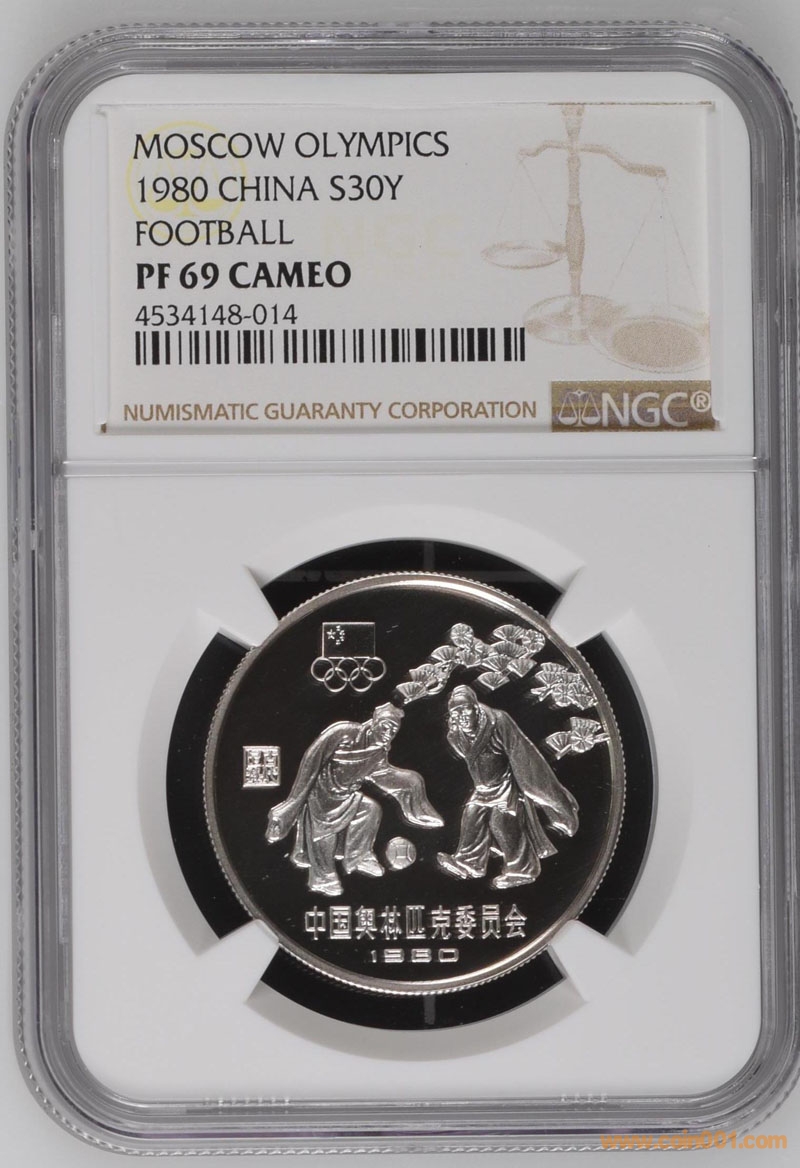 MOSCOW OLYMPICS
1980 CHINA S30Y
FOOTBALL
PF 69 CAMEO
4534148-014
NUMISMATIC GUARANTY CORPORATION
NGC®
中国奥林匹克委员会
1980
www.coin001.com